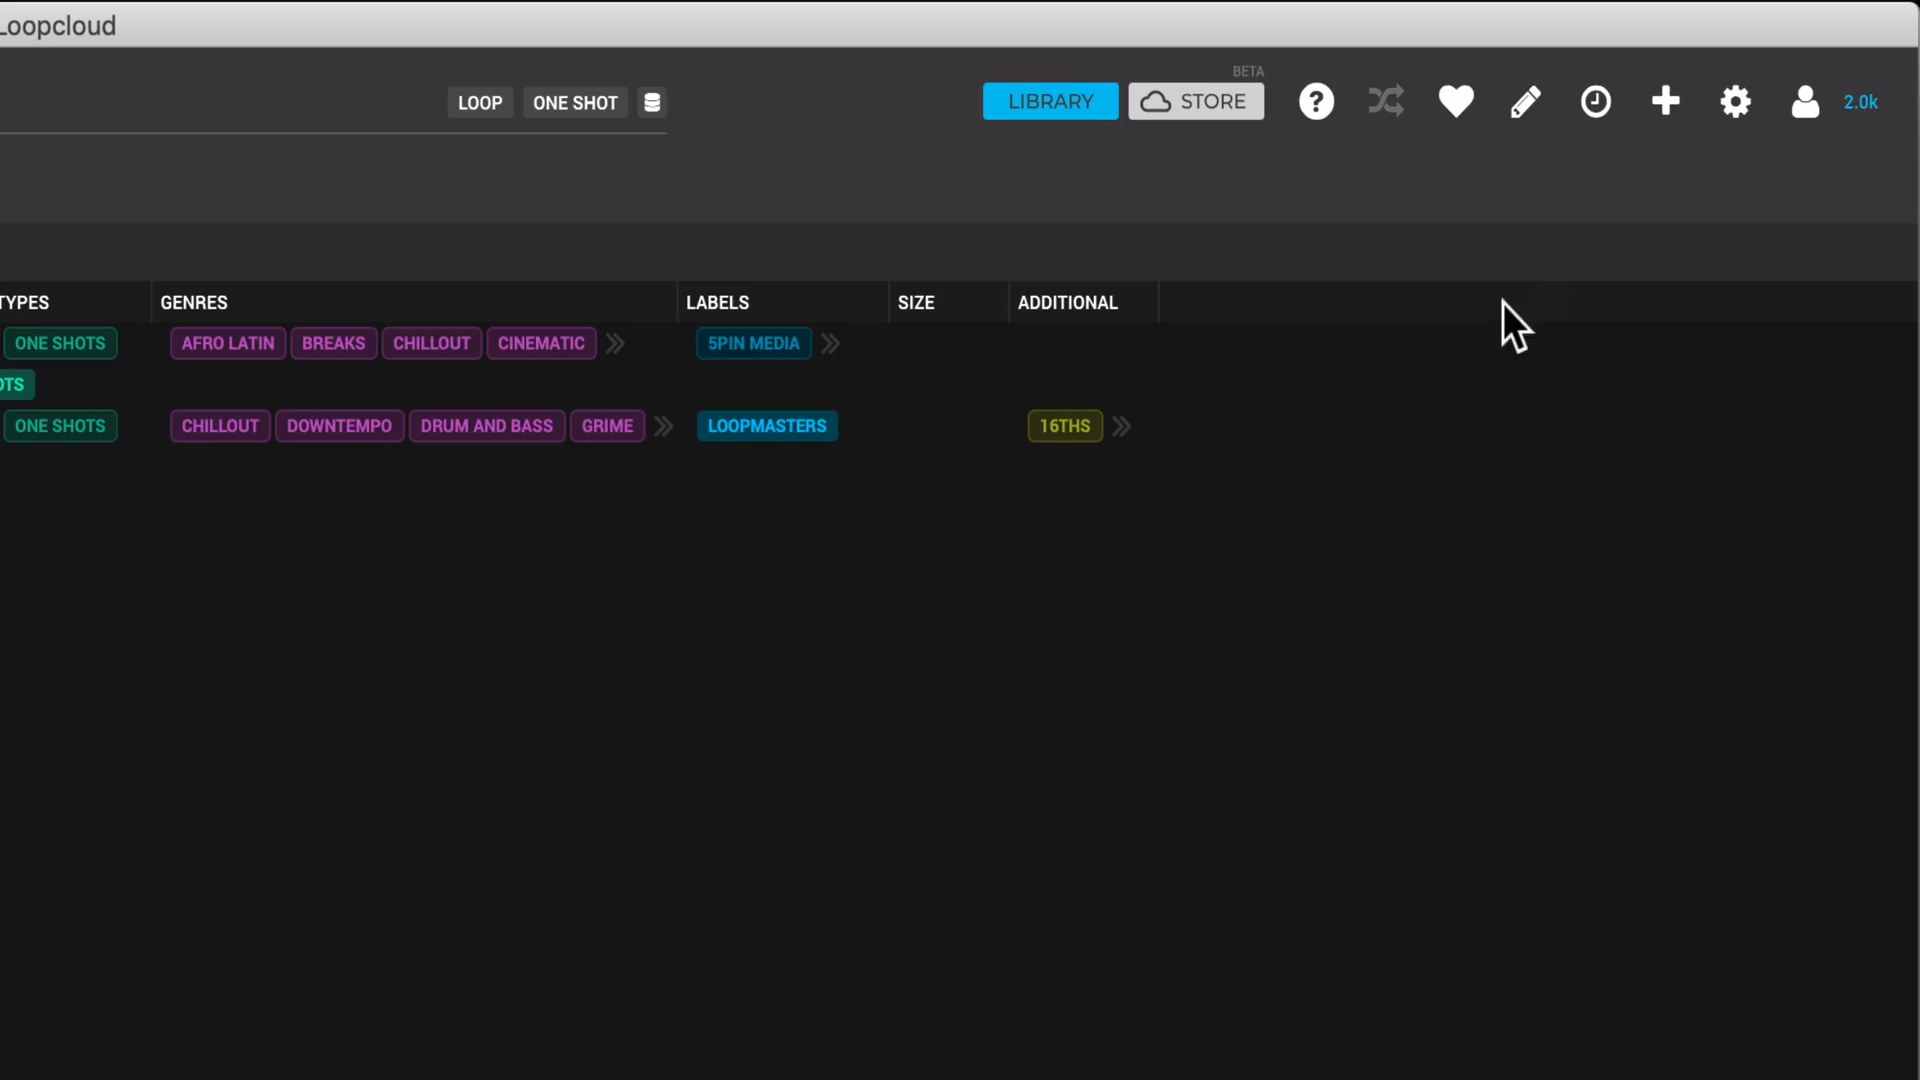 Loopcloud
BETA
LOOP ONE SHOT LIBRARY STORE ? 2.0k
TYPES GENRES LABELS SIZE ADDITIONAL
ONE SHOTS AFRO LATIN BREAKS CHILLOUT CINEMATIC 5PIN MEDIA
OTS
ONE SHOTS CHILLOUT DOWNTEMPO DRUM AND BASS GRIME LOOPMASTERS 16THS